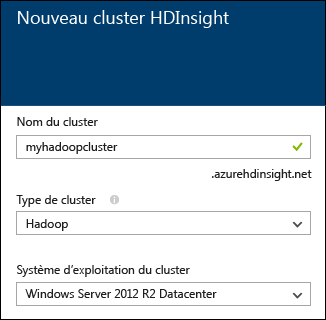 Nouveau cluster HDInsight
Nom du cluster
myhadoopcluster
.azurehdinsight.net
Type de cluster
Hadoop
Système d'exploitation du cluster
Windows Server 2012 R2 Datacenter